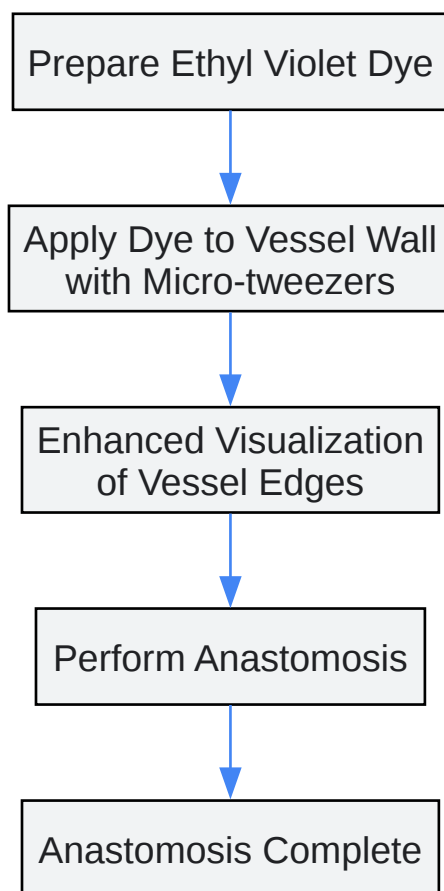 Prepare Ethyl Violet Dye
Apply Dye to Vessel Wall
with Micro-tweezers
Enhanced Visualization
of Vessel Edges
Perform Anastomosis
Anastomosis Complete